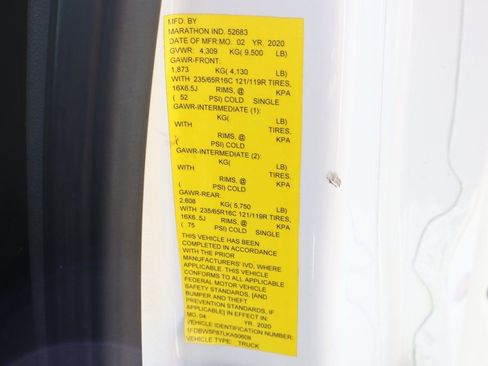 MFD. BY
MARATHON IND. 52683
DATE OF MFR:MO. 02 YR. 2020
GVWR: 4,309 KG( 9,500 LB)
GAWR-FRONT:
1,873 KG( 4,130 LB)
WITH 235/65R16C 121/119R TIRES,
16X6.5J RIMS, @ KPA
( 52 PSI) COLD SINGLE
GAWR-INTERMEDIATE (1):
KG( LB)
WITH TIRES,
RIMS, @ KPA
( PSI) COLD
GAWR-INTERMEDIATE (2):
KG( LB)
WITH TIRES,
RIMS, @ KPA
( PSI) COLD
GAWR-REAR:
2,608 KG( 5,750 LB)
WITH 235/65R16C 121/119R TIRES,
16X6.5J RIMS, @ KPA
( 75 PSI) COLD SINGLE
THIS VEHICLE HAS BEEN
COMPLETED IN ACCORDANCE
WITH THE PRIOR
MANUFACTURERS' IVD, WHERE
APPLICABLE. THIS VEHICLE
CONFORMS TO ALL APPLICABLE
FEDERAL MOTOR VEHICLE
SAFETY STANDARDS, [AND
BUMPER AND THEFT
PREVENTION STANDARDS, IF
APPLICABLE] IN EFFECT IN:
MO. 04 YR. 2020
VEHICLE IDENTIFICATION NUMBER:
VEHICLE TYPE: TRUCK